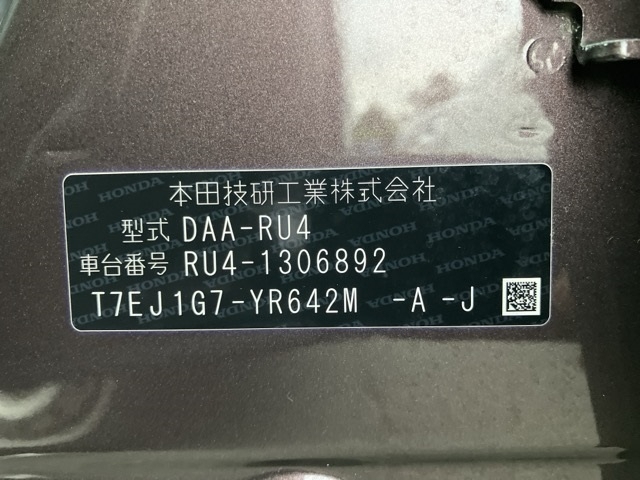 本田技研工業株式会社
型式 DAA-RU4
車台番号 RU4-1306892
T7EJ1G7-YR642M -A -J